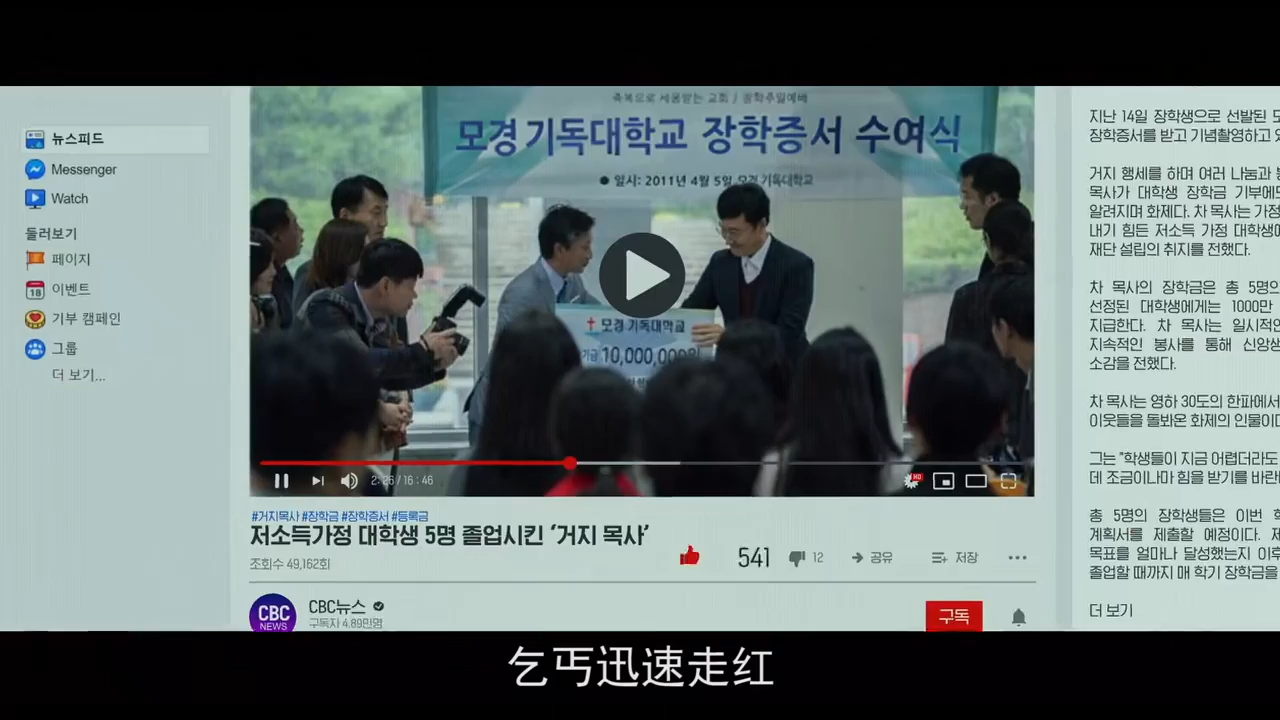 뉴스피드
Messenger
Watch
둘러보기
페이지
18
이벤트
기부 캠페인
그룹
더 보기...
축복으로 세움받는 교회 / 장학주일예배
모경 기독대학교 장학증서 수여식
● 일시: 2011년 4월 5일 모경 기독대학교
모경 기독대학교
10,000,000원
2:26 / 16:46
HD
#거지목사 #장학금 #장학증서 #등록금
저소득가정 대학생 5명 졸업시킨 ‘거지 목사’
조회수 49,162회
541
12
공유
저장
CBC
NEWS
CBC뉴스
구독자 4.89만명
구독
지난 14일 장학생으로 선발된
장학증서를 받고 기념촬영하고
거지 행세를 하며 여러 나눔과
목사가 대학생 장학금 기부에
알려지며 화제다. 차 목사는 가정
내기 힘든 저소득 가정 대학생에
재단 설립의 취지를 전했다.
차 목사의 장학금은 총 5명의
선정된 대학생에게는 1000만
지급한다. 차 목사는 일시적인
지속적인 봉사를 통해 신앙생
소감을 전했다.
차 목사는 영하 30도의 한파에서
이웃들을 돌봐온 화제의 인물이다
그는 "학생들이 지금 어렵더라도
데 조금이나마 힘을 받기를 바란
총 5명의 장학생들은 이번
계획서를 제출할 예정이다.
목표를 얼마나 달성했는지 이후
졸업할 때까지 매 학기 장학금을
더 보기
乞丐迅速走红